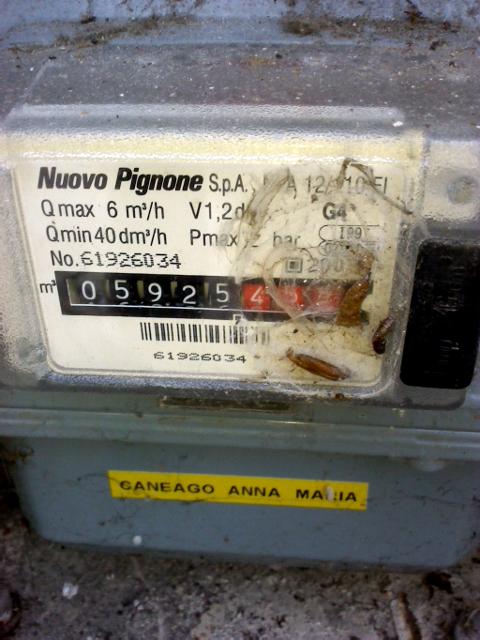 Nuovo Pignone S.p.A.
Qmax 6 m³/h V1,2 G4
Qmin 40 dm³/h Pmax bar
No.61926034
m³ 0 5 9 2 5 4
61926034
CANEAGO ANNA MARIA